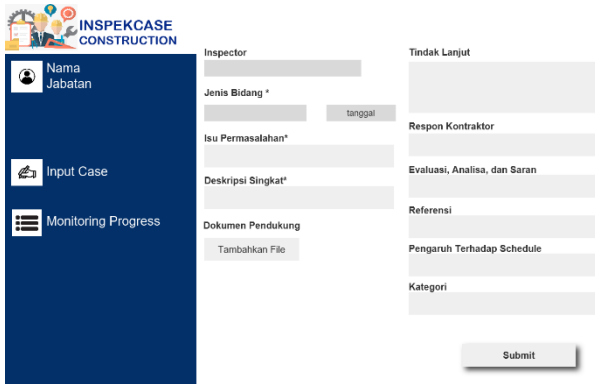 INSPEKCASE
CONSTRUCTION
Nama
Jabatan
Input Case
Monitoring Progress
Inspector
Jenis Bidang *
tanggal
Isu Permasalahan*
Deskripsi Singkat*
Dokumen Pendukung
Tambahkan File
Tindak Lanjut
Respon Kontraktor
Evaluasi, Analisa, dan Saran
Referensi
Pengaruh Terhadap Schedule
Kategori
Submit